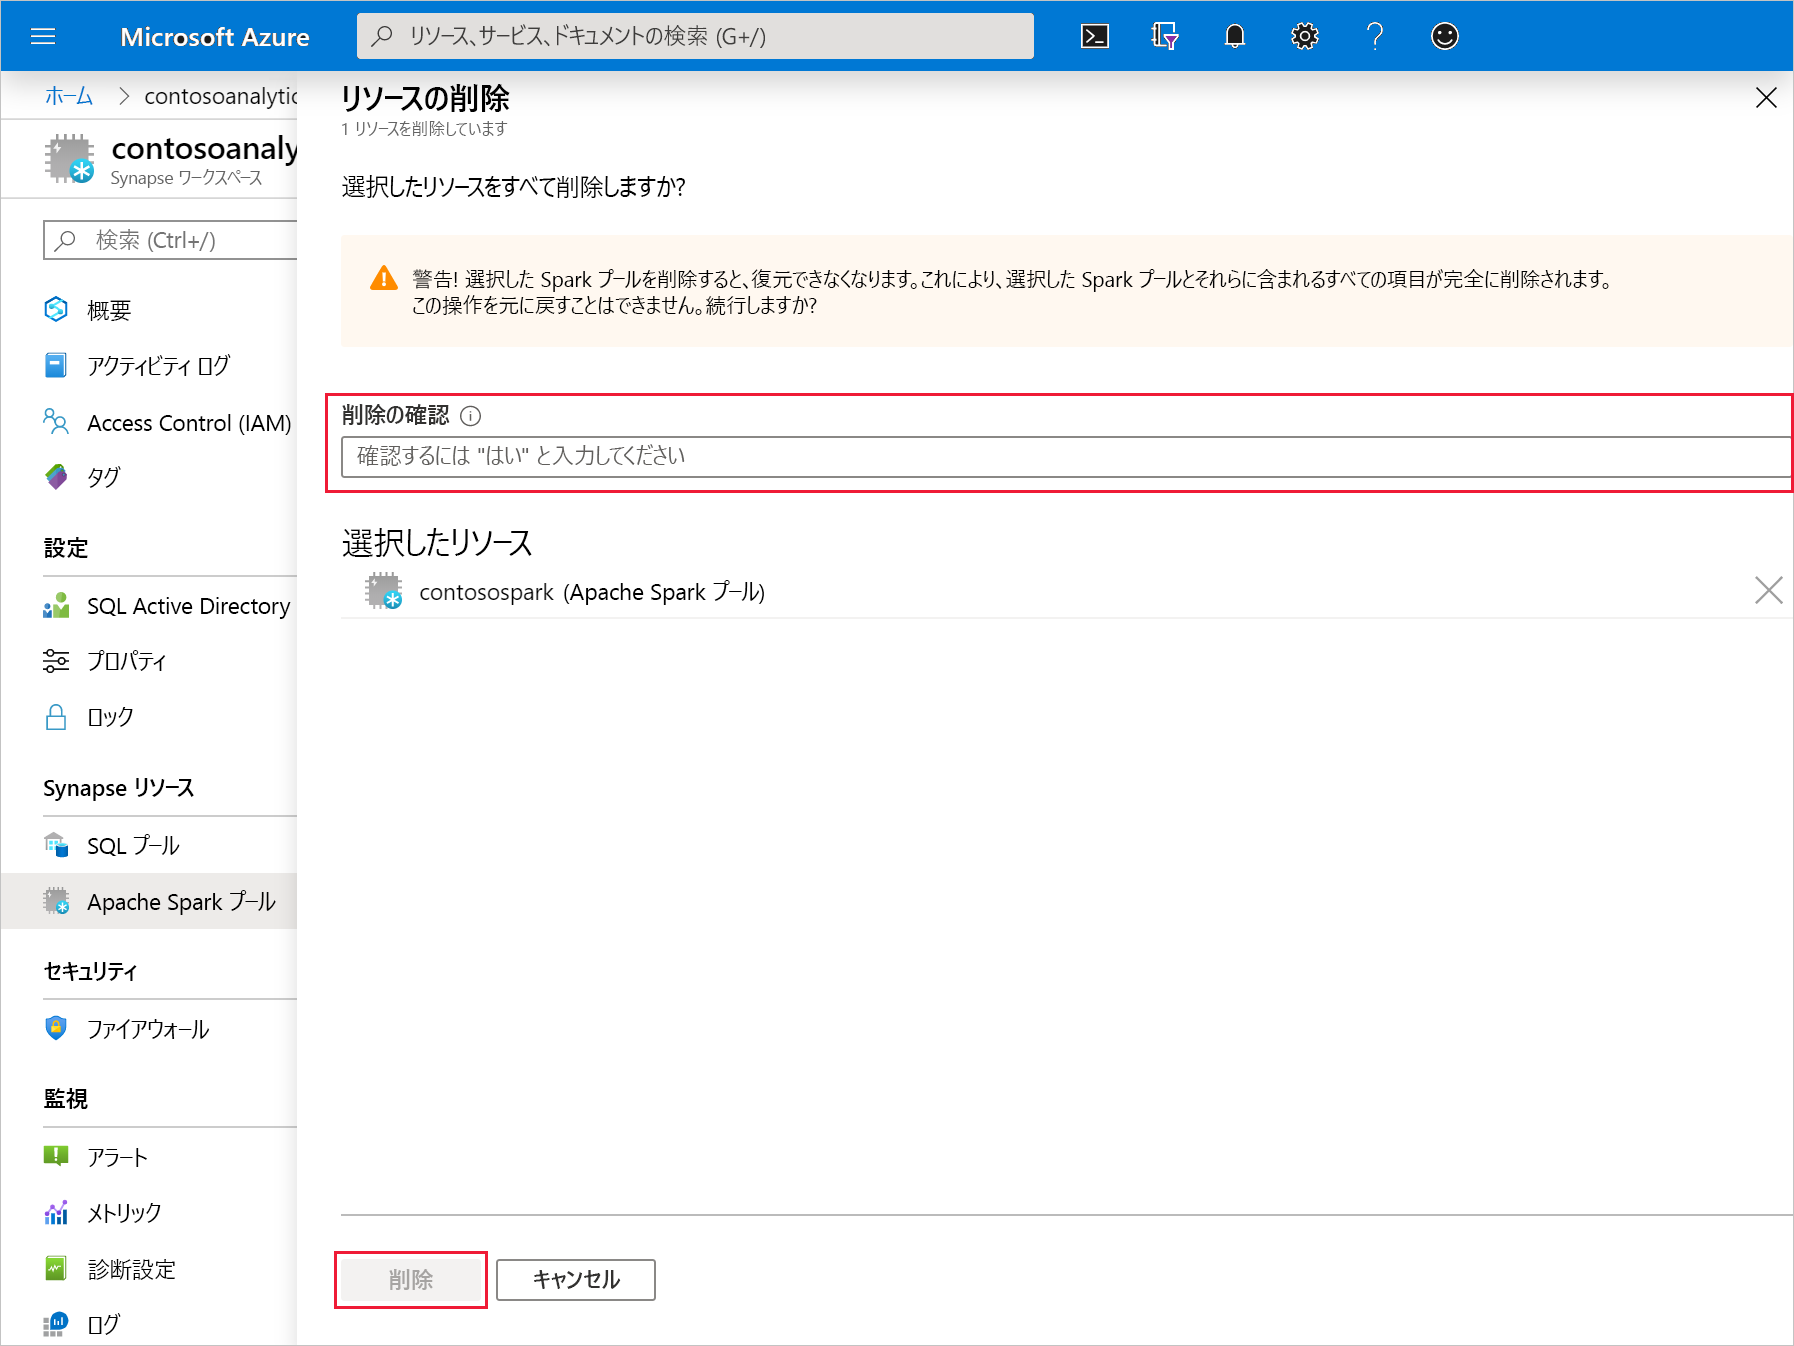 Microsoft Azure
リソース、サービス、ドキュメントの検索 (G+/)
ホーム > contosoanalytic
contosoanaly
Synapse ワークスペース
検索 (Ctrl+/)
概要
アクティビティ ログ
Access Control (IAM)
タグ
設定
SQL Active Directory
プロパティ
ロック
Synapse リソース
SQL プール
Apache Spark プール
セキュリティ
ファイアウォール
監視
アラート
メトリック
診断設定
ログ
リソースの削除
1 リソースを削除しています
選択したリソースをすべて削除しますか?
警告! 選択した Spark プールを削除すると、復元できなくなります。これにより、選択した Spark プールとそれらに含まれるすべての項目が完全に削除されます。
この操作を元に戻すことはできません。続行しますか?
削除の確認
確認するには "はい" と入力してください
選択したリソース
contosospark (Apache Spark プール)
削除
キャンセル